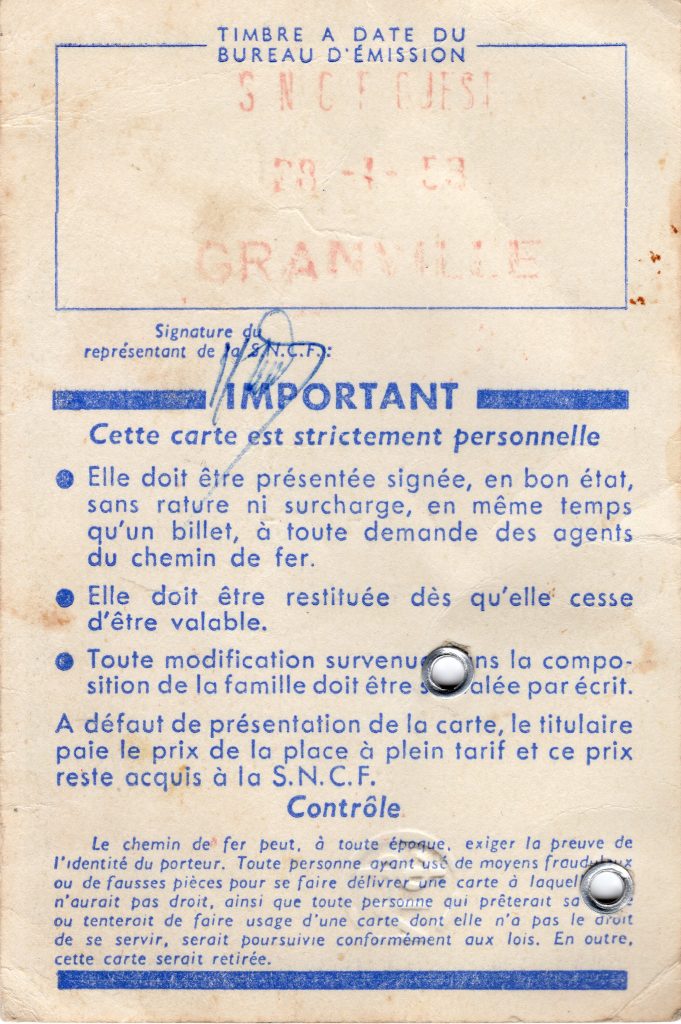 TIMBRE A DATE DU
BUREAU D'ÉMISSION
S N C F OUEST
GRANVILLE
Signature du
représentant de la S.N.C.F. :
IMPORTANT
Cette carte est strictement personnelle
● Elle doit être présentée signée, en bon état,
sans rature ni surcharge, en même temps
qu'un billet, à toute demande des agents
du chemin de fer.
● Elle doit être restituée dès qu'elle cesse
d'être valable.
● Toute modification la compo-
sition de la famille doit être par écrit.
A défaut de présentation de la carte, le titulaire
paie le prix de la place à plein tarif et ce prix
reste acquis à la S.N.C.F.
Contrôle
Le chemin de fer peut, à toute époque, exiger la preuve de
l'identité du porteur. Toute personne ayant usé de moyens frauduleux
ou de fausses pièces pour se faire délivrer une carte à
n'aurait pas droit, ainsi que toute personne qui prêterait sa
ou tenterait de faire usage d'une carte dont elle n'a pas le droit
de se servir, serait poursuivie conformément aux lois. En outre,
cette carte serait retirée.